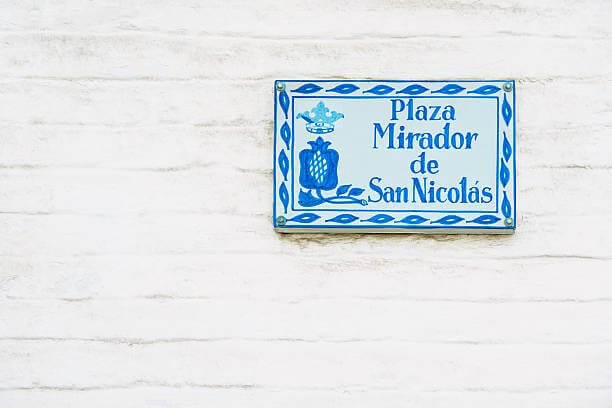 Plaza
Mirador
de
San Nicolás